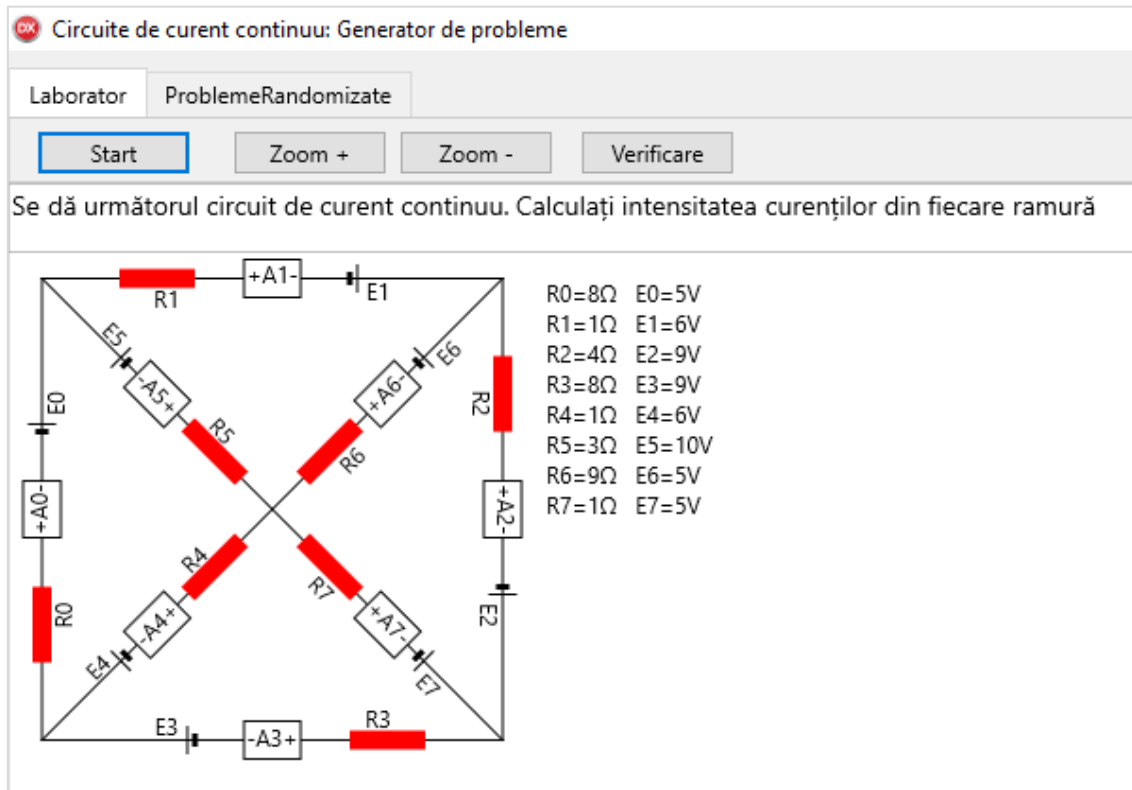 DX Circuite de curent continuu: Generator de probleme
Laborator ProblemeRandomizate
Start Zoom + Zoom - Verificare
Se dă următorul circuit de curent continuu. Calculați intensitatea curenților din fiecare ramură
+A1-
R1
E1
E5
E6
-A5+
+A6-
E0
R5
R6
R2
+A0-
+A2-
R0
R4
R7
-A4+
+A7-
E2
E4
E7
E3
-A3+
R3
R0=8Ω E0=5V
R1=1Ω E1=6V
R2=4Ω E2=9V
R3=8Ω E3=9V
R4=1Ω E4=6V
R5=3Ω E5=10V
R6=9Ω E6=5V
R7=1Ω E7=5V